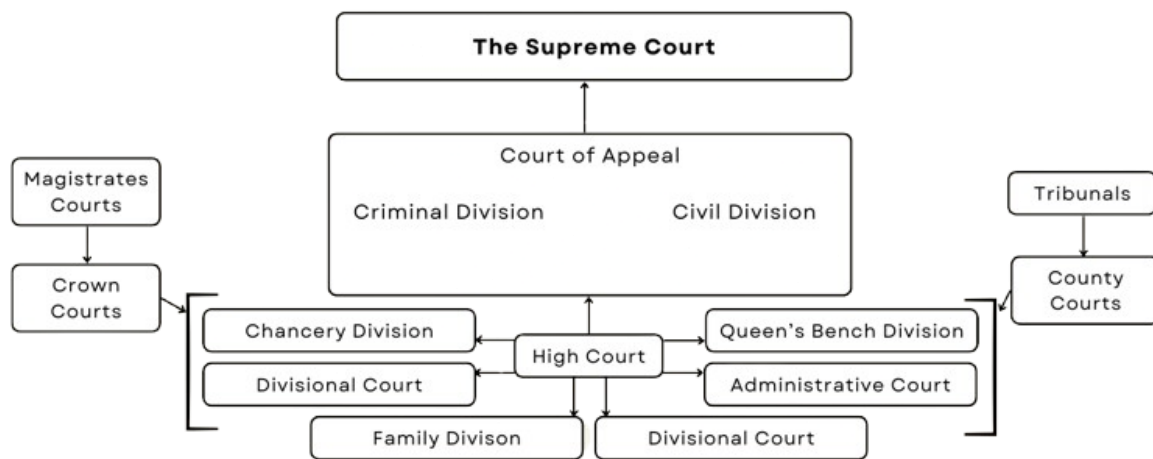 The Supreme Court
Court of Appeal
Criminal Division
Civil Division
Magistrates
Courts
Crown
Courts
Tribunals
County
Courts
Chancery Division
Queen's Bench Division
High Court
Divisional Court
Administrative Court
Family Divison
Divisional Court